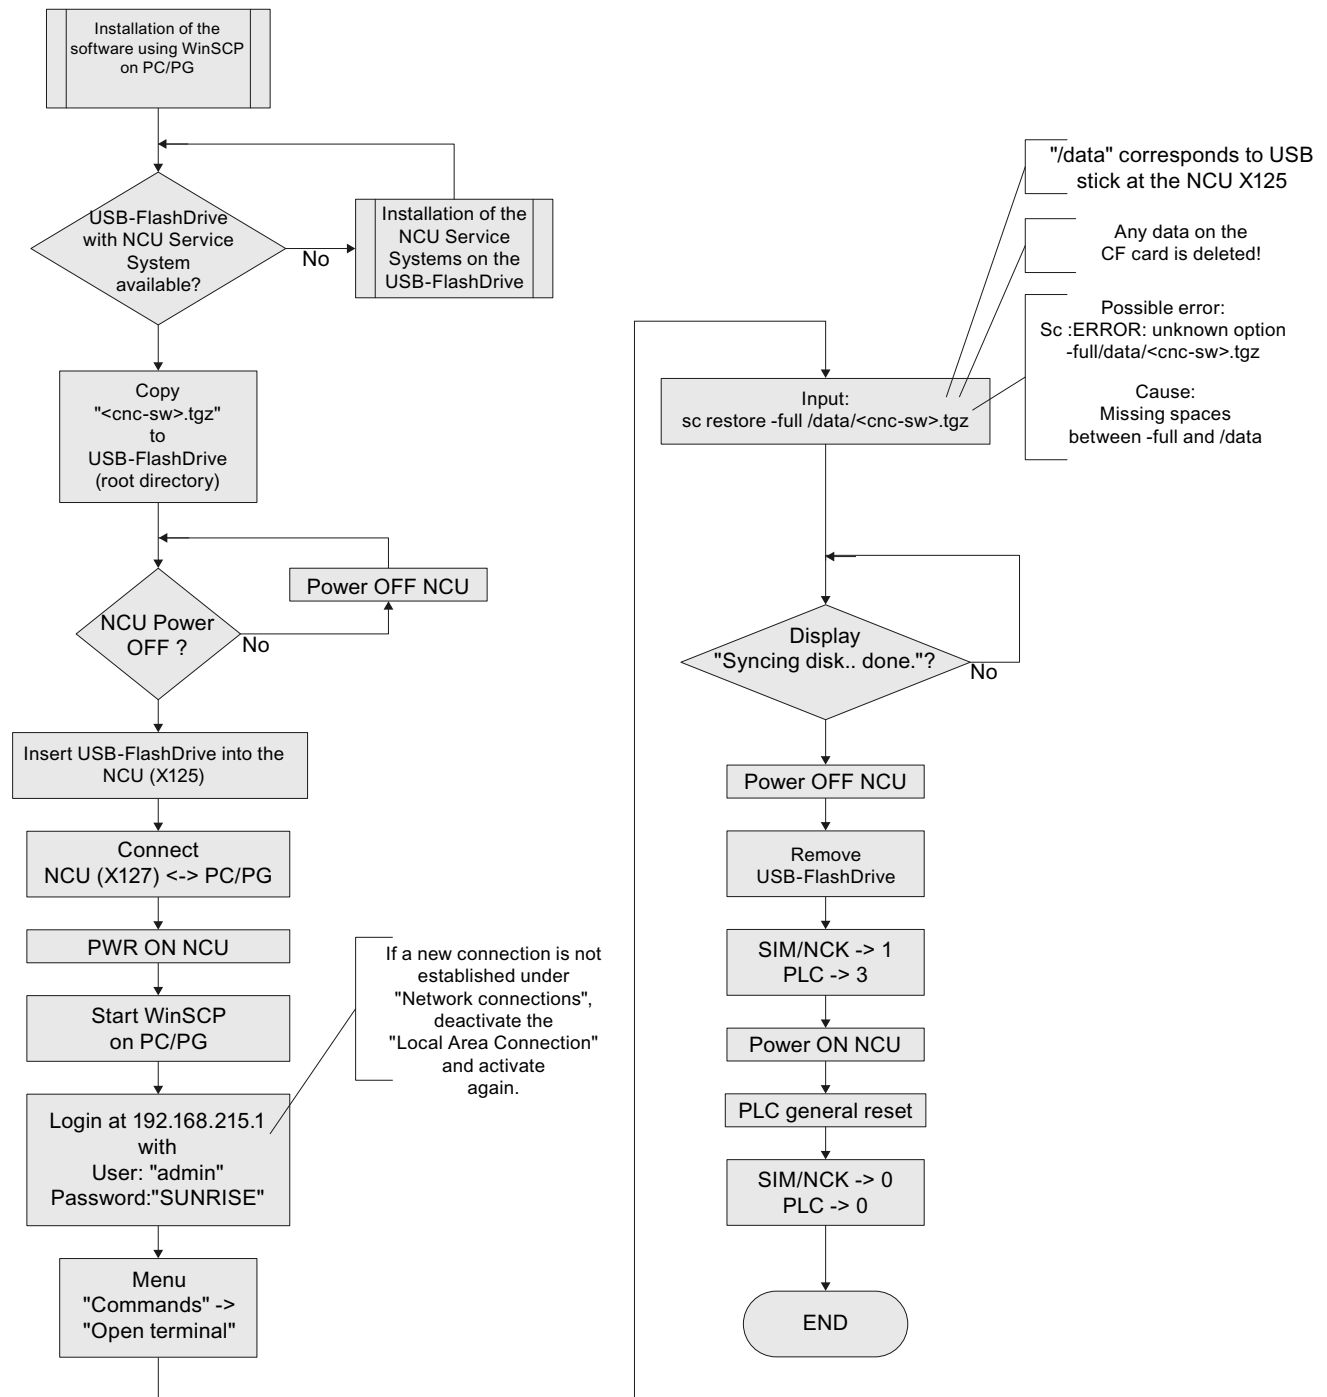 Installation of the
software using WinSCP
on PC/PG
USB-FlashDrive
with NCU Service
System
available?
No
Installation of the
NCU Service
Systems on the
USB-FlashDrive
Copy
"<cnc-sw>.tgz"
to
USB-FlashDrive
(root directory)
Power OFF NCU
NCU Power
OFF ?
No
Insert USB-FlashDrive into the
NCU (X125)
Connect
NCU (X127) <-> PC/PG
PWR ON NCU
Start WinSCP
on PC/PG
If a new connection is not
established under
"Network connections",
deactivate the
"Local Area Connection"
and activate
again.
Login at 192.168.215.1
with
User: "admin"
Password:"SUNRISE"
Menu
"Commands" ->
"Open terminal"
"/data" corresponds to USB
stick at the NCU X125
Any data on the
CF card is deleted!
Possible error:
Sc :ERROR: unknown option
-full/data/<cnc-sw>.tgz
Cause:
Missing spaces
between -full and /data
Input:
sc restore -full /data/<cnc-sw>.tgz
Display
"Syncing disk.. done."?
No
Power OFF NCU
Remove
USB-FlashDrive
SIM/NCK -> 1
PLC -> 3
Power ON NCU
PLC general reset
SIM/NCK -> 0
PLC -> 0
END